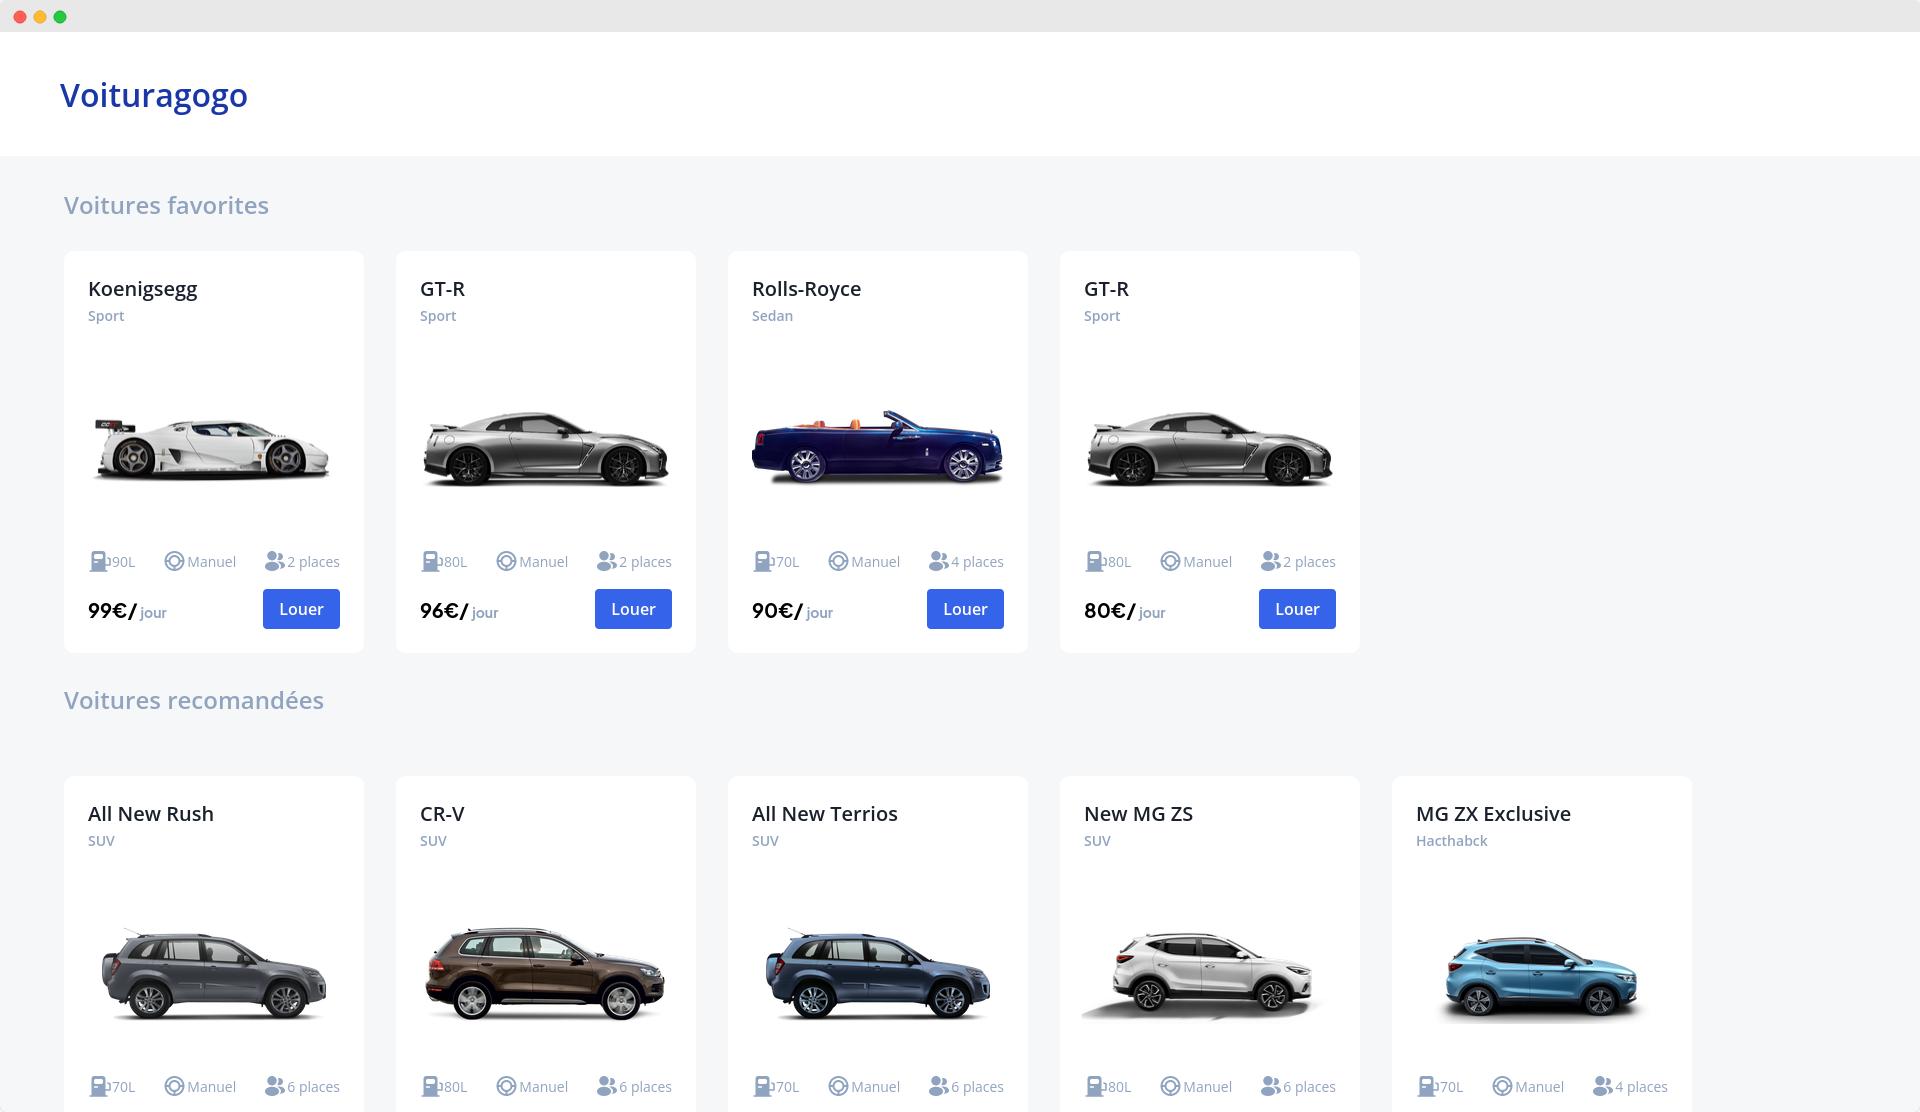 Voituragogo
Voitures favorites
Koenigsegg
Sport
90L Manuel 2 places
99€/ jour Louer
GT-R
Sport
80L Manuel 2 places
96€/ jour Louer
Rolls-Royce
Sedan
70L Manuel 4 places
90€/ jour Louer
GT-R
Sport
80L Manuel 2 places
80€/ jour Louer
Voitures recomandées
All New Rush
SUV
70L Manuel 6 places
CR-V
SUV
80L Manuel 6 places
All New Terrios
SUV
70L Manuel 6 places
New MG ZS
SUV
80L Manuel 6 places
MG ZX Exclusive
Hacthabck
70L Manuel 4 places